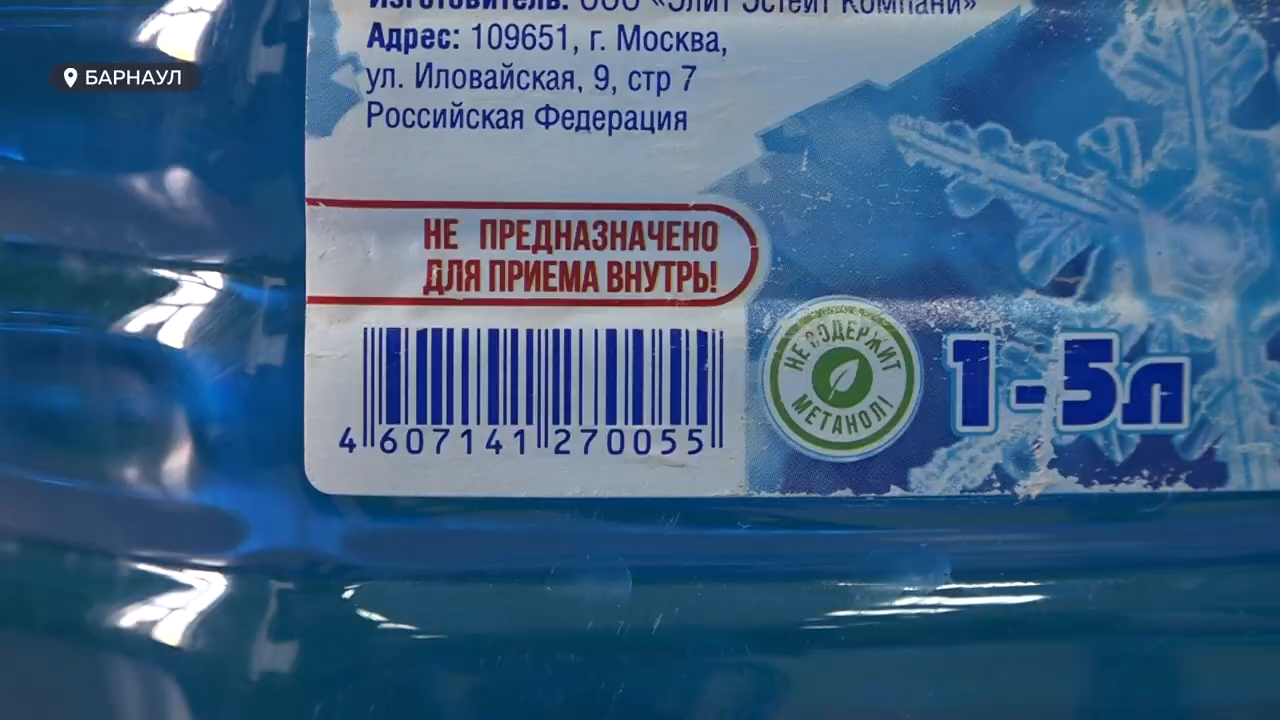 Изготовитель: ООО «Элит Эстейт Компани»
Адрес: 109651, г. Москва,
ул. Иловайская, 9, стр 7
Российская Федерация
БАРНАУЛ
НЕ ПРЕДНАЗНАЧЕНО
ДЛЯ ПРИЕМА ВНУТРЬ!
НЕ СОДЕРЖИТ
МЕТАНОЛ!
1-5л
4 607141 270055